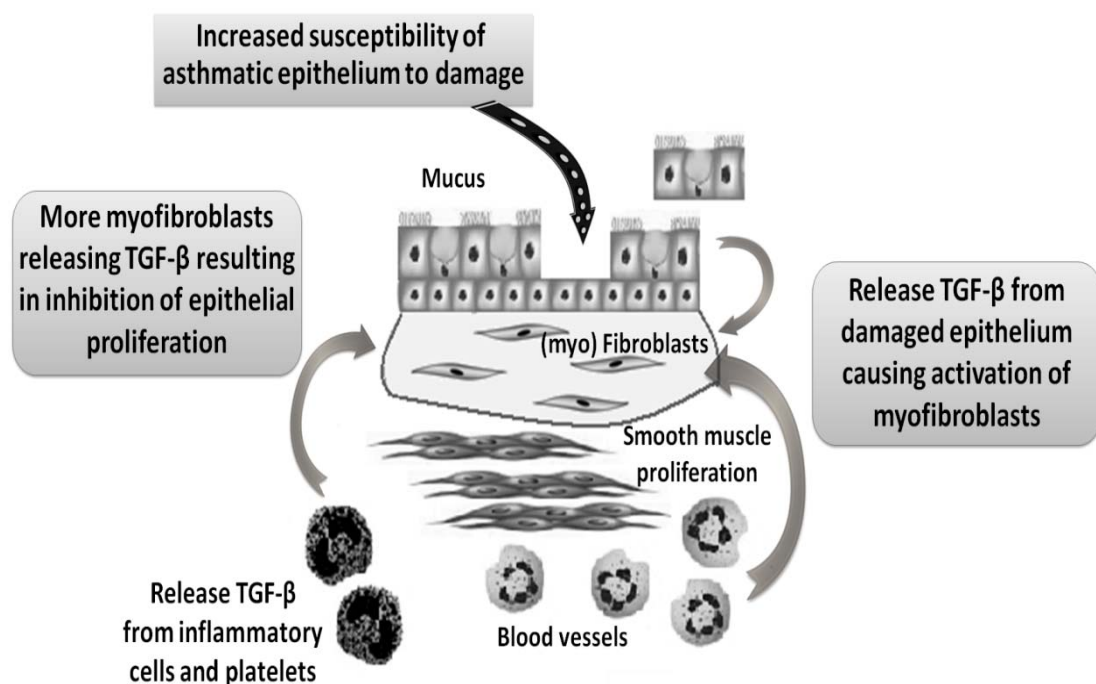 Increased susceptibility of
asthmatic epithelium to damage
Mucus
More myofibroblasts
releasing TGF-β resulting
in inhibition of epithelial
proliferation
(myo) Fibroblasts
Release TGF-β from
damaged epithelium
causing activation of
myofibroblasts
Smooth muscle
proliferation
Release TGF-β
from inflammatory
cells and platelets
Blood vessels